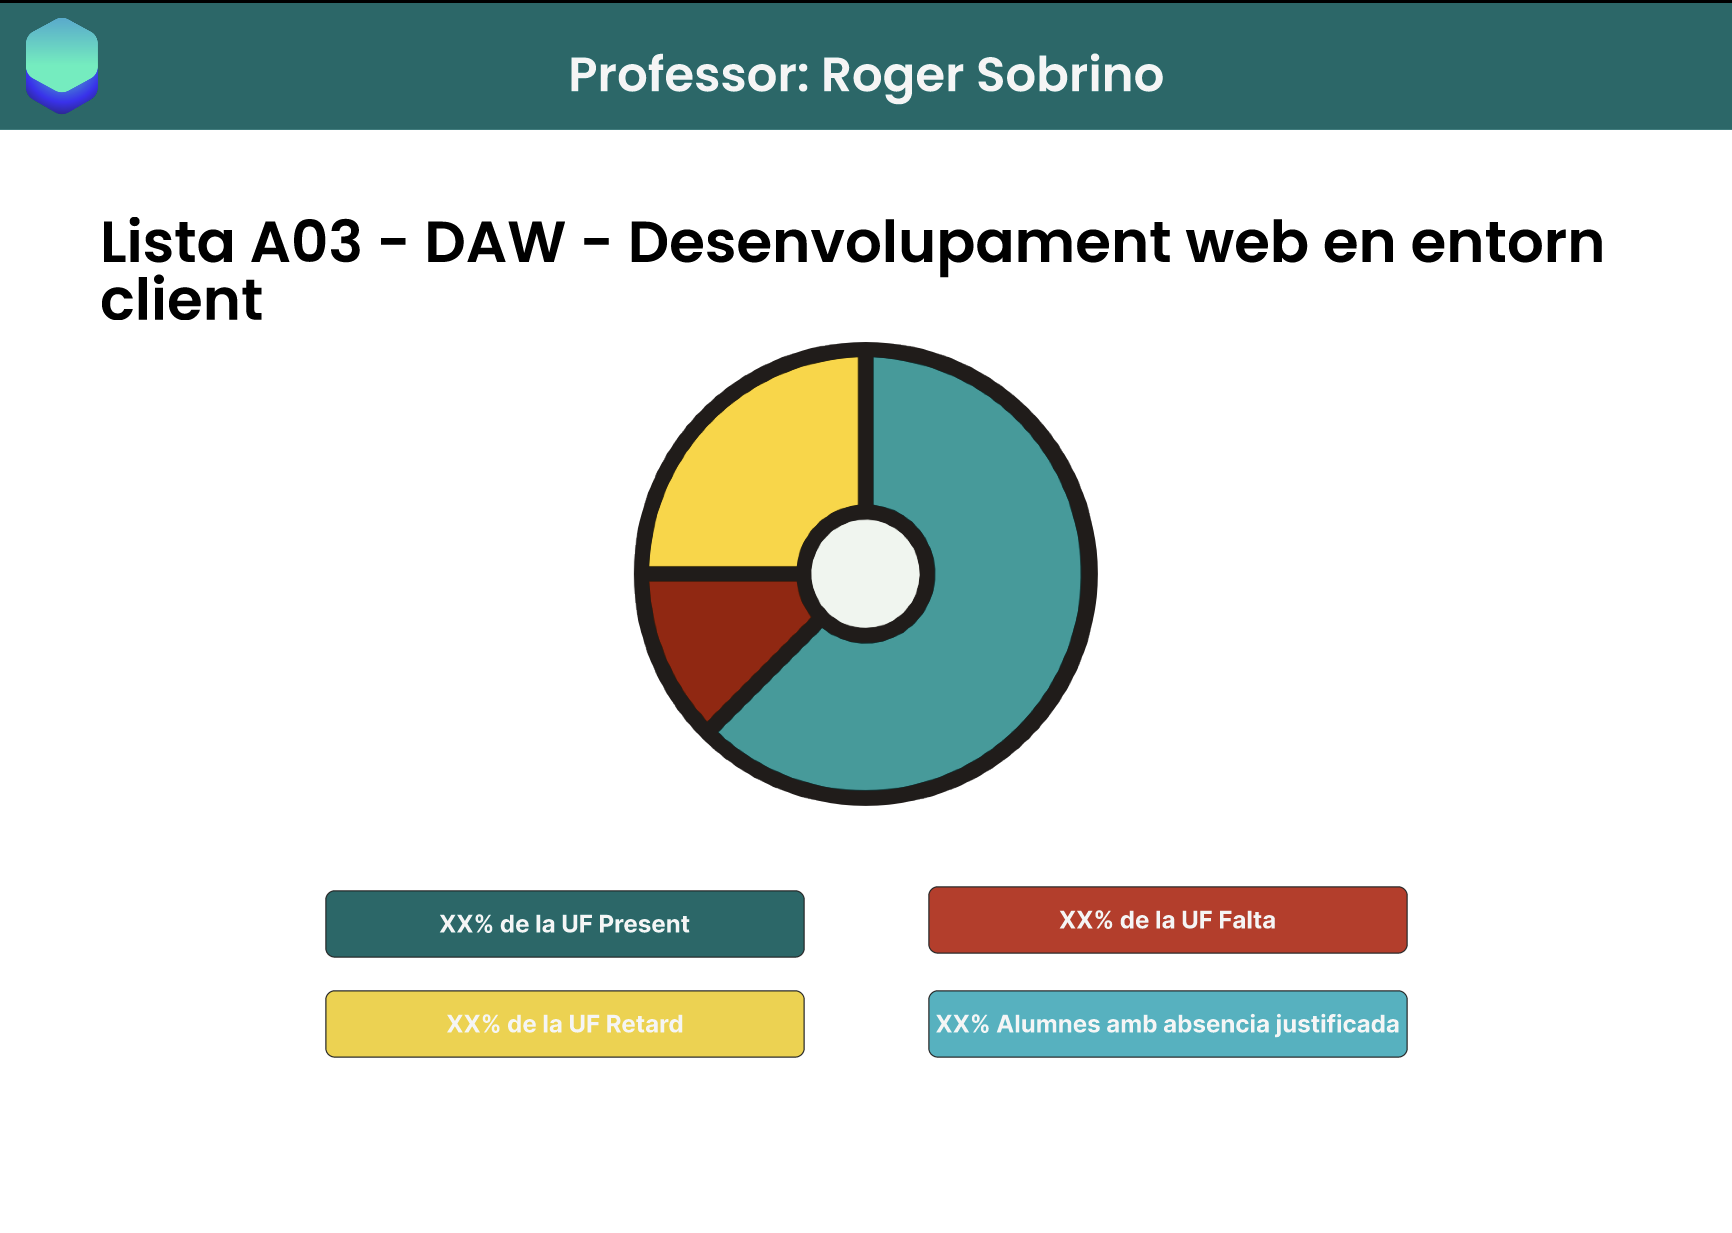 Professor: Roger Sobrino
Lista A03 - DAW - Desenvolupament web en entorn
client
XX% de la UF Present
XX% de la UF Falta
XX% de la UF Retard
XX% Alumnes amb absencia justificada